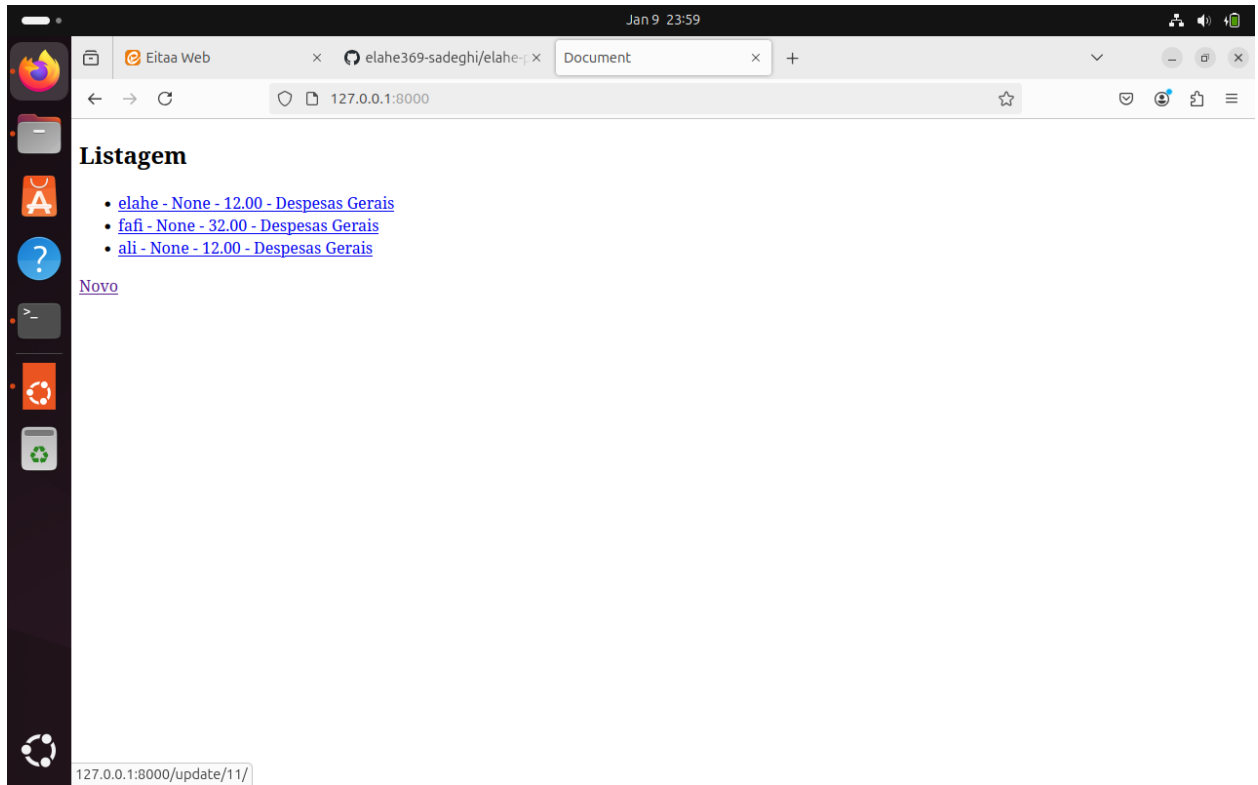 Jan 9 23:59
Eitaa Web
elahe369-sadeghi/elahe-p
Document
127.0.0.1:8000
Listagem
elahe - None - 12.00 - Despesas Gerais
fafi - None - 32.00 - Despesas Gerais
ali - None - 12.00 - Despesas Gerais
Novo
127.0.0.1:8000/update/11/